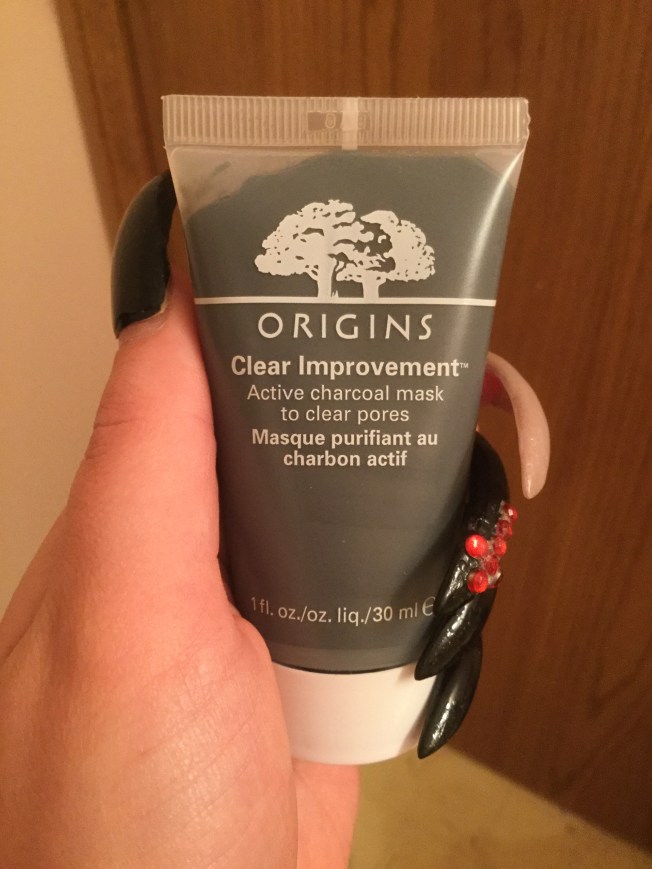 ORIGINS
Clear Improvement™
Active charcoal mask
to clear pores
Masque purifiant au
charbon actif
1 fl. oz./oz. liq./30 ml ℮